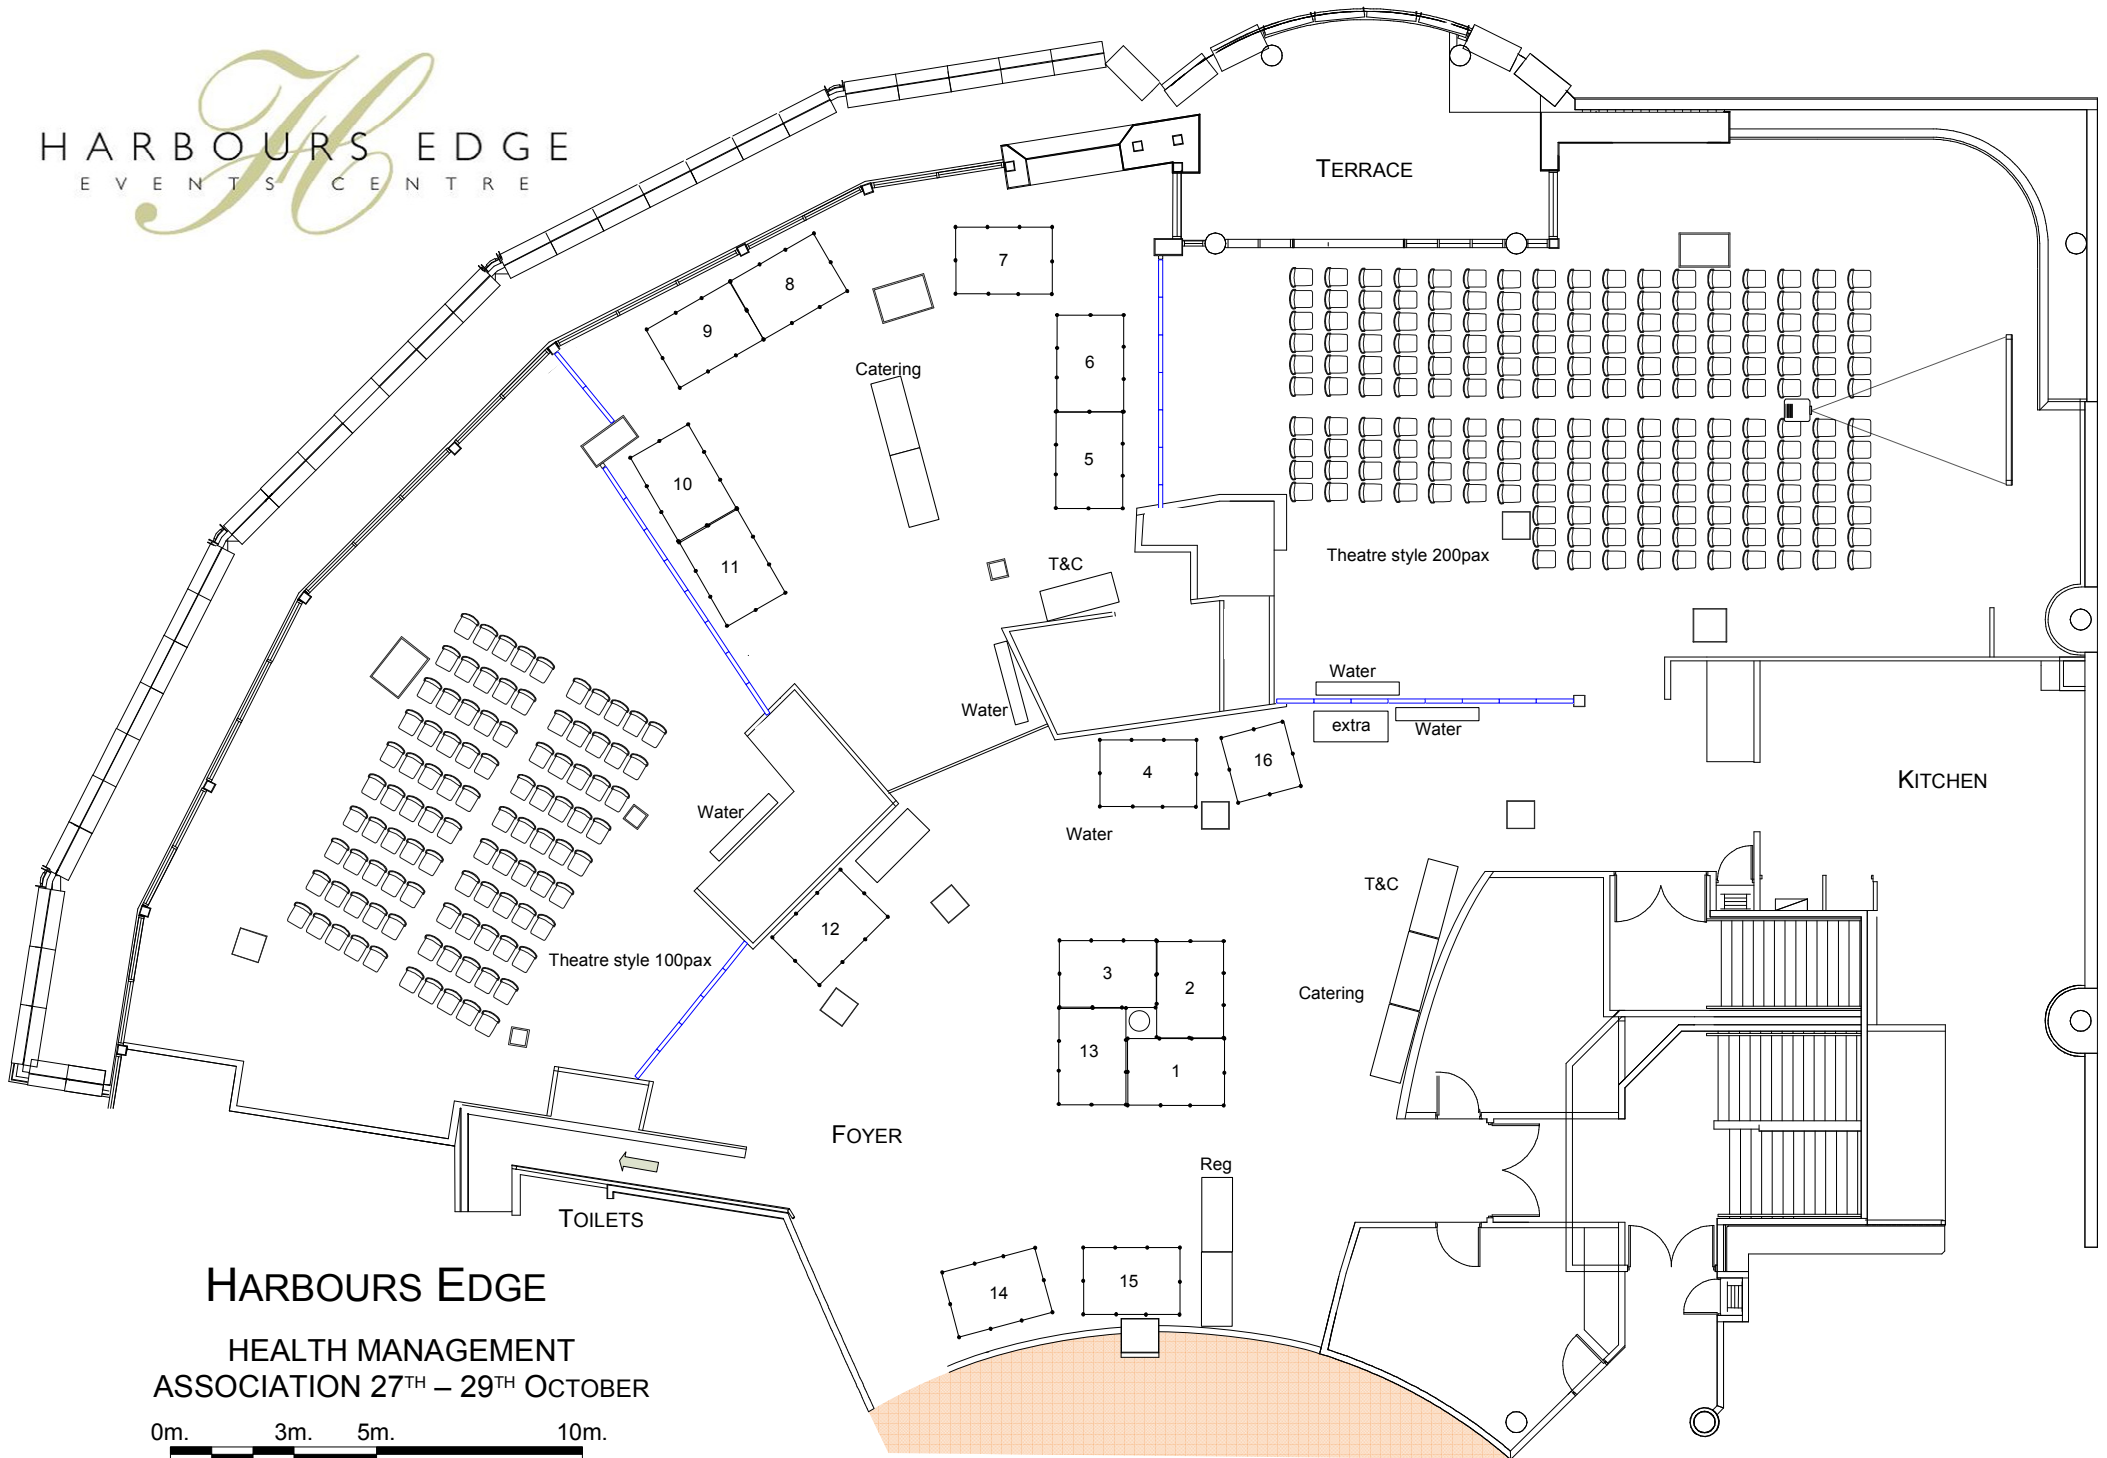 HARBOURS EDGE
EVENTS CENTRE
TERRACE
7
8
9
6
Catering
5
10
11
T&C
Theatre style 200pax
Water
Water
extra
Water
4
16
KITCHEN
Water
Water
T&C
12
Theatre style 100pax
3
2
Catering
13
1
FOYER
Reg
TOILETS
14
15
HARBOURS EDGE
HEALTH MANAGEMENT
ASSOCIATION 27TH – 29TH OCTOBER
0m. 3m. 5m. 10m.